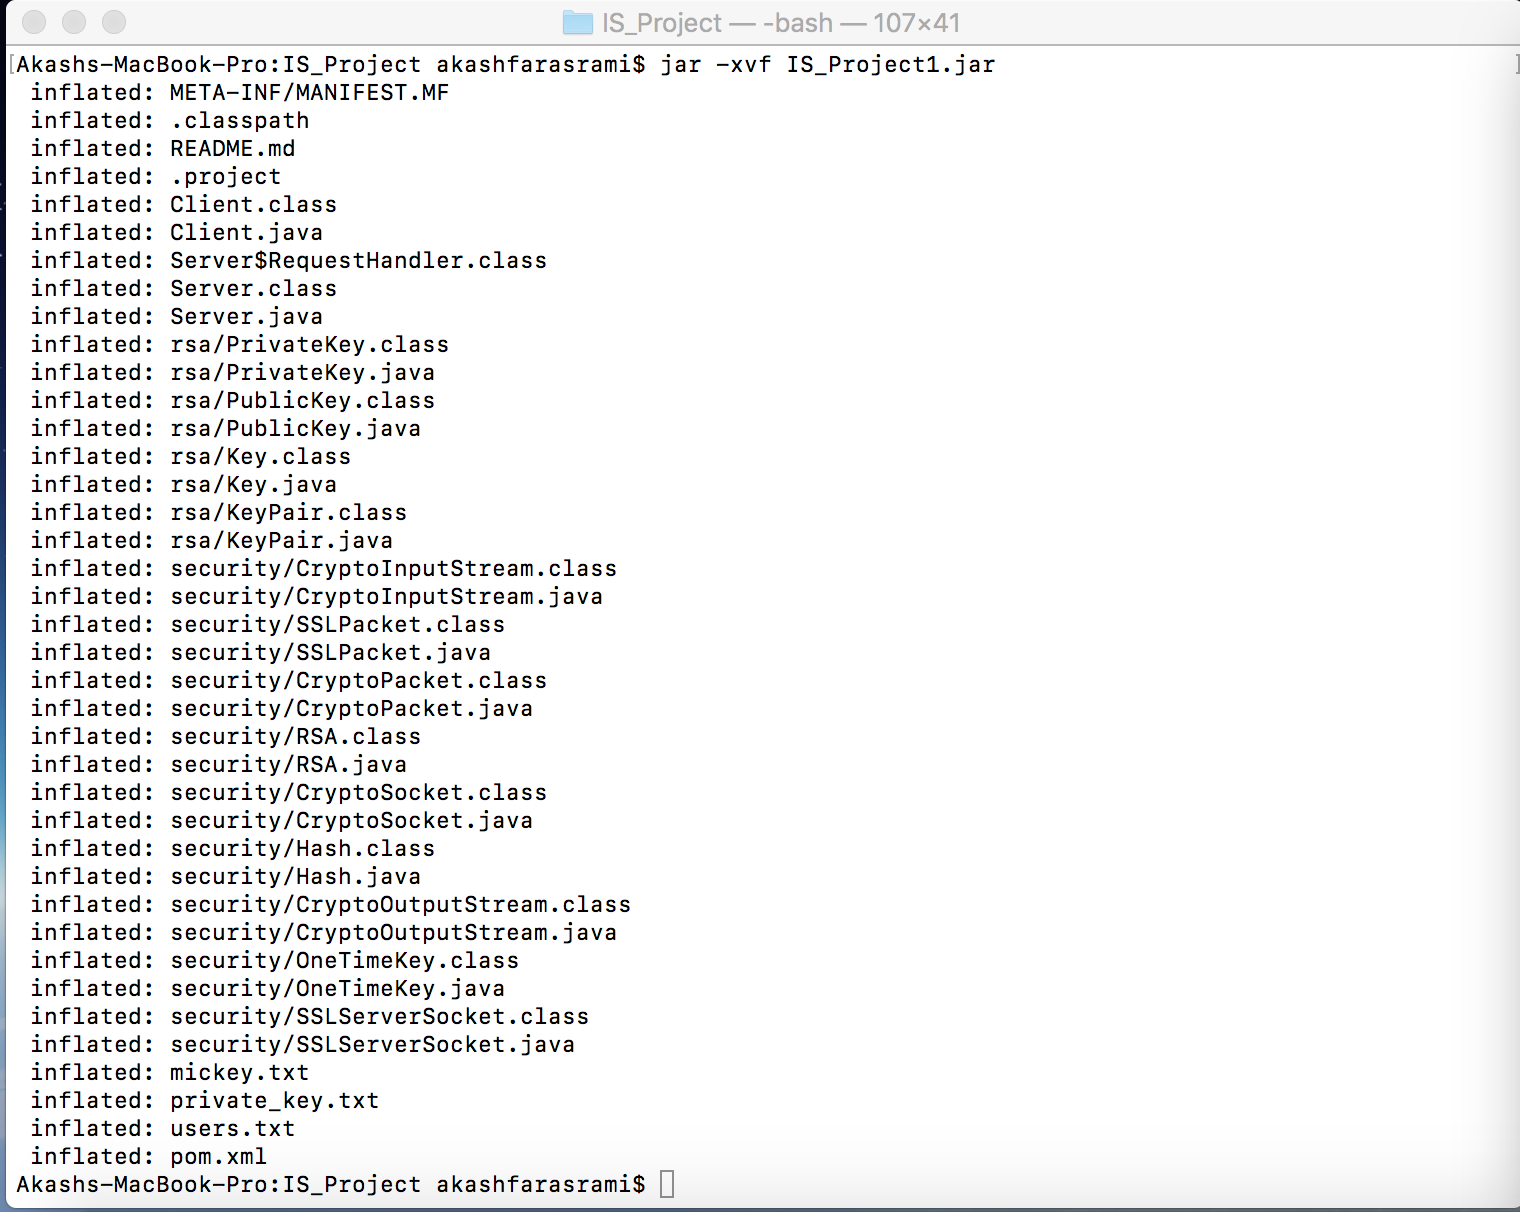 IS_Project — -bash — 107×41
[Akashs-MacBook-Pro:IS_Project akashfarasrami$ jar -xvf IS_Project1.jar ]
inflated: META-INF/MANIFEST.MF
inflated: .classpath
inflated: README.md
inflated: .project
inflated: Client.class
inflated: Client.java
inflated: Server$RequestHandler.class
inflated: Server.class
inflated: Server.java
inflated: rsa/PrivateKey.class
inflated: rsa/PrivateKey.java
inflated: rsa/PublicKey.class
inflated: rsa/PublicKey.java
inflated: rsa/Key.class
inflated: rsa/Key.java
inflated: rsa/KeyPair.class
inflated: rsa/KeyPair.java
inflated: security/CryptoInputStream.class
inflated: security/CryptoInputStream.java
inflated: security/SSLPacket.class
inflated: security/SSLPacket.java
inflated: security/CryptoPacket.class
inflated: security/CryptoPacket.java
inflated: security/RSA.class
inflated: security/RSA.java
inflated: security/CryptoSocket.class
inflated: security/CryptoSocket.java
inflated: security/Hash.class
inflated: security/Hash.java
inflated: security/CryptoOutputStream.class
inflated: security/CryptoOutputStream.java
inflated: security/OneTimeKey.class
inflated: security/OneTimeKey.java
inflated: security/SSLServerSocket.class
inflated: security/SSLServerSocket.java
inflated: mickey.txt
inflated: private_key.txt
inflated: users.txt
inflated: pom.xml
Akashs-MacBook-Pro:IS_Project akashfarasrami$